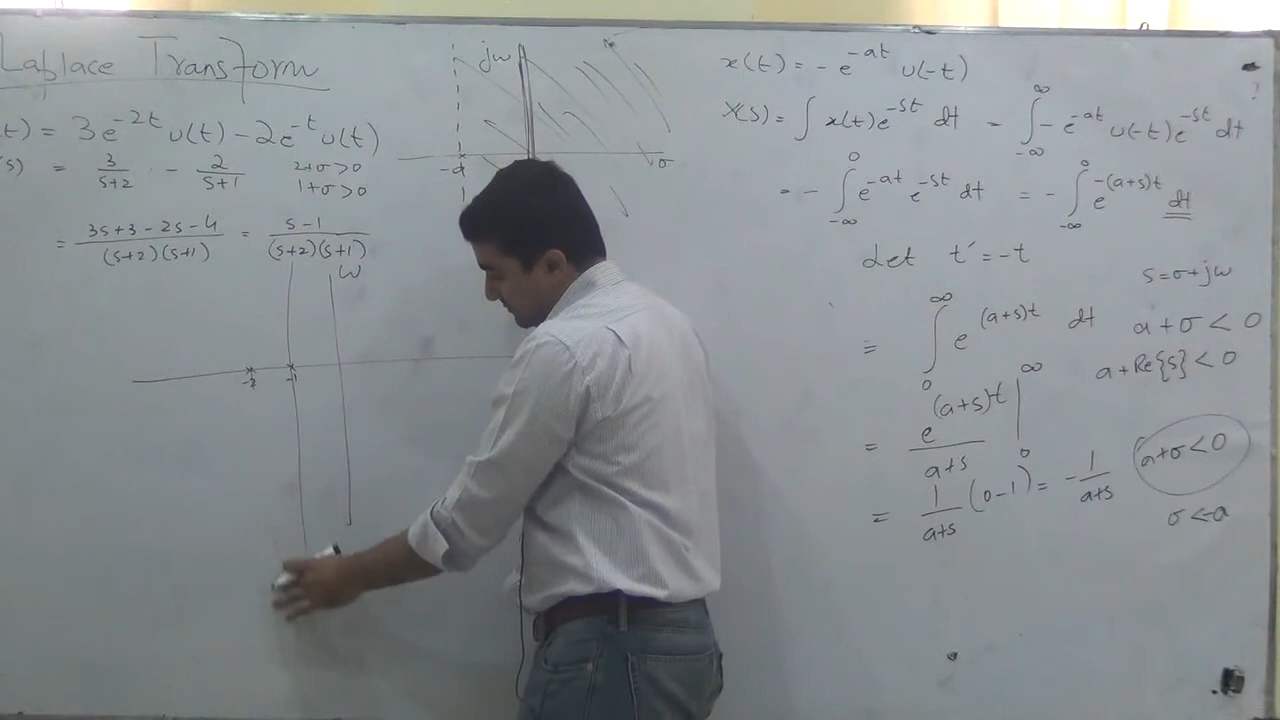 Laplace Transform
(t) = 3e^{-2t} u(t) - 2e^{-t} u(t)
(s) = 3/(s+2) - 2/(s+1)
2+σ>0
1+σ>0
= (3s+3-2s-4)/((s+2)(s+1)) = (s-1)/((s+2)(s+1))
jω
-a
σ
ω
-2 -1
x(t) = -e^{-at} u(-t)
X(s) = ∫ x(t)e^{-st} dt = ∫_{-∞}^{∞} -e^{-at} u(-t)e^{-st} dt
= - ∫_{-∞}^{0} e^{-at} e^{-st} dt = - ∫_{-∞}^{0} e^{-(a+s)t} dt
Let t' = -t
s=σ+jω
= ∫_{0}^{∞} e^{(a+s)t} dt a+σ < 0
a+Re{s}<0
= e^{(a+s)t}/(a+s) |_{0}^{∞}
a+σ<0
= 1/(a+s) (0-1) = -1/(a+s)
σ<-a